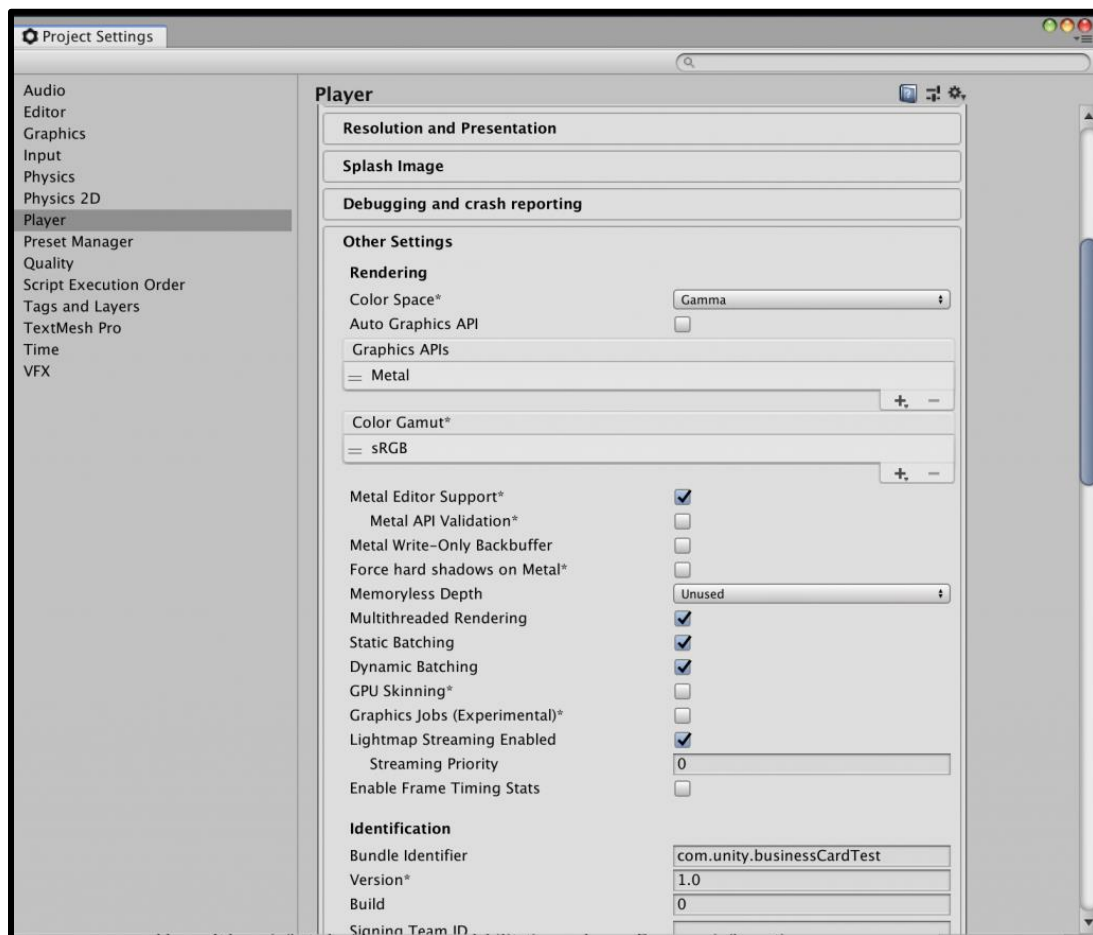 Project Settings
Audio
Editor
Graphics
Input
Physics
Physics 2D
Player
Preset Manager
Quality
Script Execution Order
Tags and Layers
TextMesh Pro
Time
VFX
Player
Resolution and Presentation
Splash Image
Debugging and crash reporting
Other Settings
Rendering
Color Space* Gamma
Auto Graphics API
Graphics APIs
= Metal
+ −
Color Gamut*
= sRGB
+ −
Metal Editor Support*
Metal API Validation*
Metal Write-Only Backbuffer
Force hard shadows on Metal*
Memoryless Depth Unused
Multithreaded Rendering
Static Batching
Dynamic Batching
GPU Skinning*
Graphics Jobs (Experimental)*
Lightmap Streaming Enabled
Streaming Priority 0
Enable Frame Timing Stats
Identification
Bundle Identifier com.unity.businessCardTest
Version* 1.0
Build 0
Signing Team ID